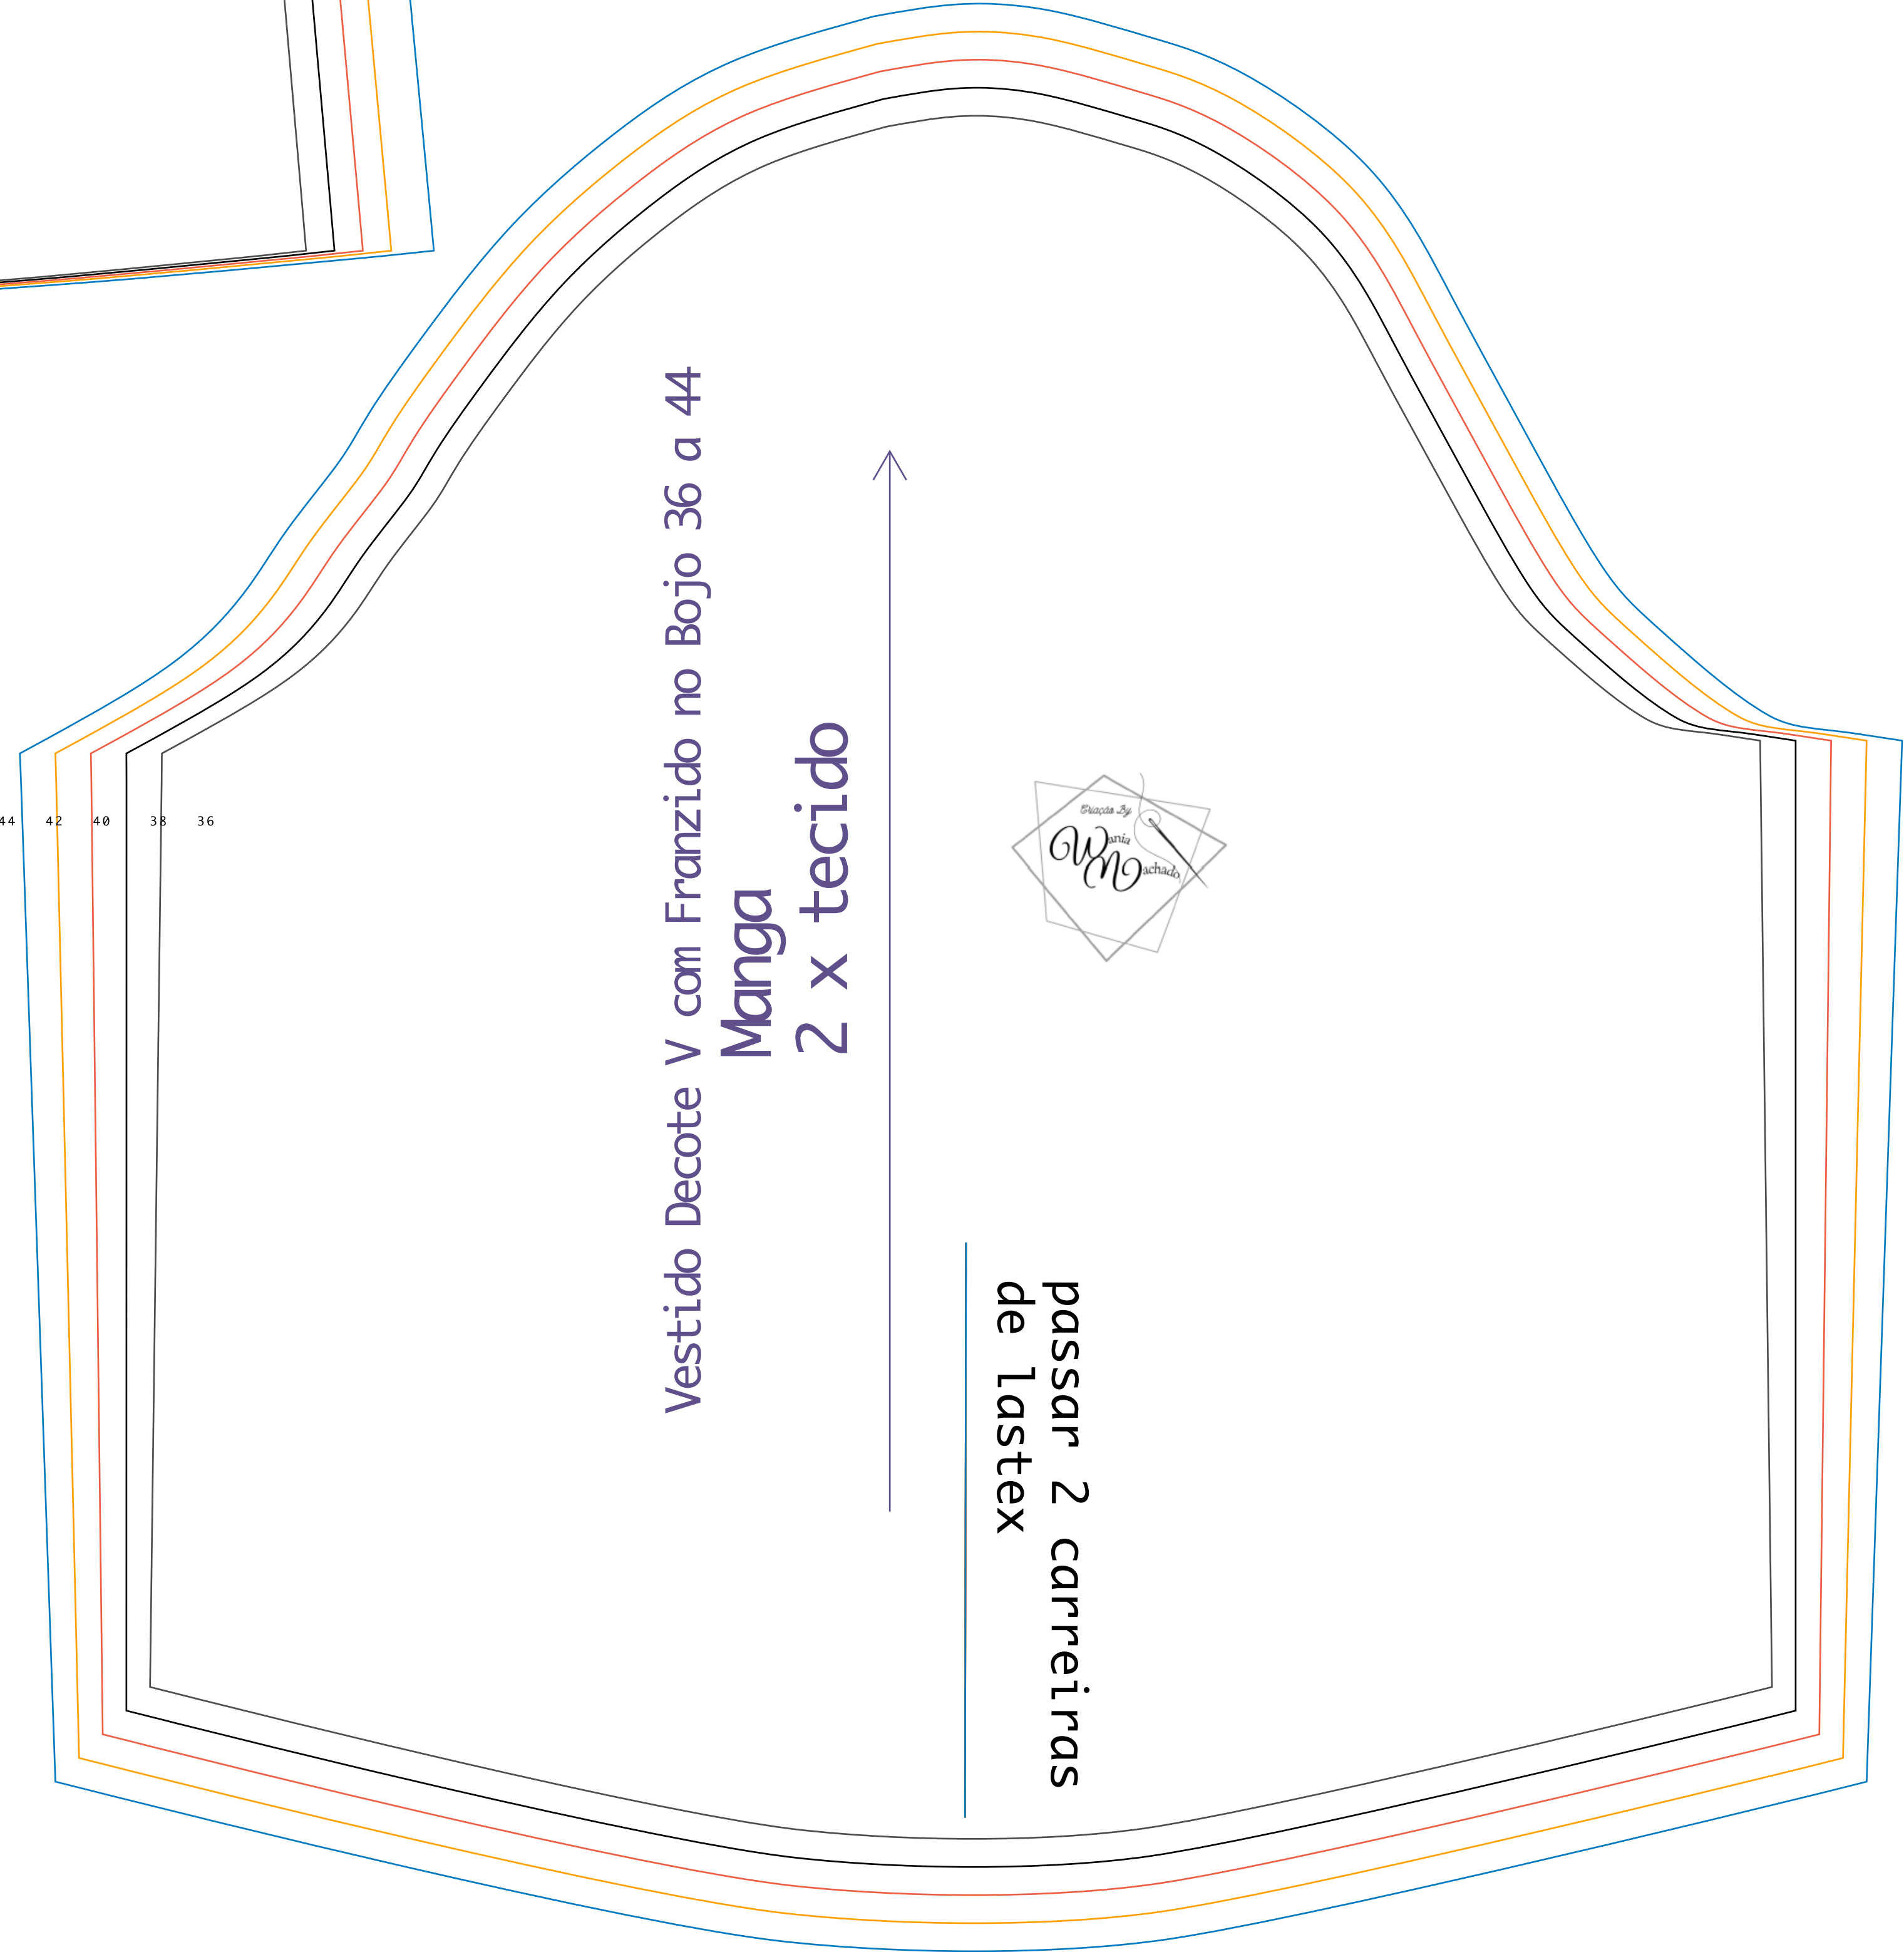 44 42 40 38 36
Vestido Decote V com Franzido no Bojo 36 a 44
Manga
2 x tecido
Criação By
Wania
Machado
passar 2 carreiras
de lastex